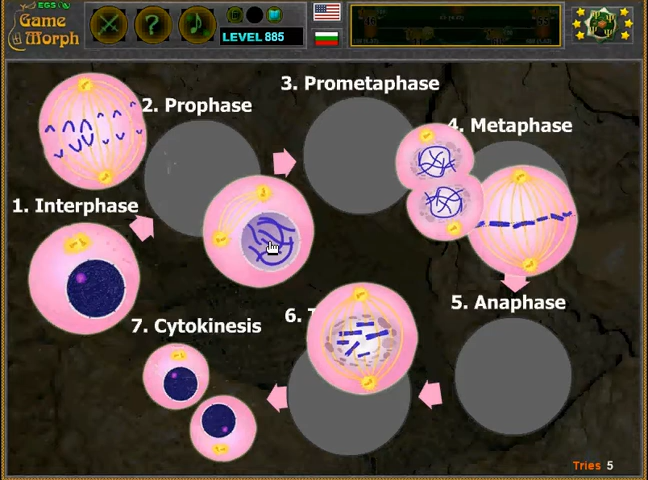 EGS
Game
Morph
?
LEVEL 885
3. Prometaphase
2. Prophase
4. Metaphase
1. Interphase
5. Anaphase
6. T
7. Cytokinesis
Tries 5